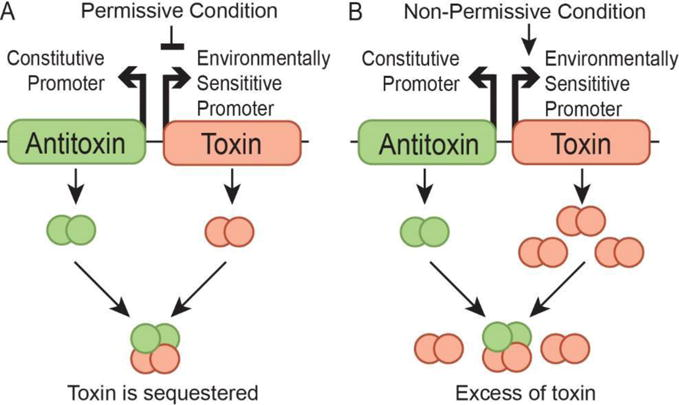 A
Permissive Condition
Constitutive
Promoter
Environmentally
Sensitive
Promoter
Antitoxin
Toxin
Toxin is sequestered
B
Non-Permissive Condition
Constitutive
Promoter
Environmentally
Sensitive
Promoter
Antitoxin
Toxin
Excess of toxin